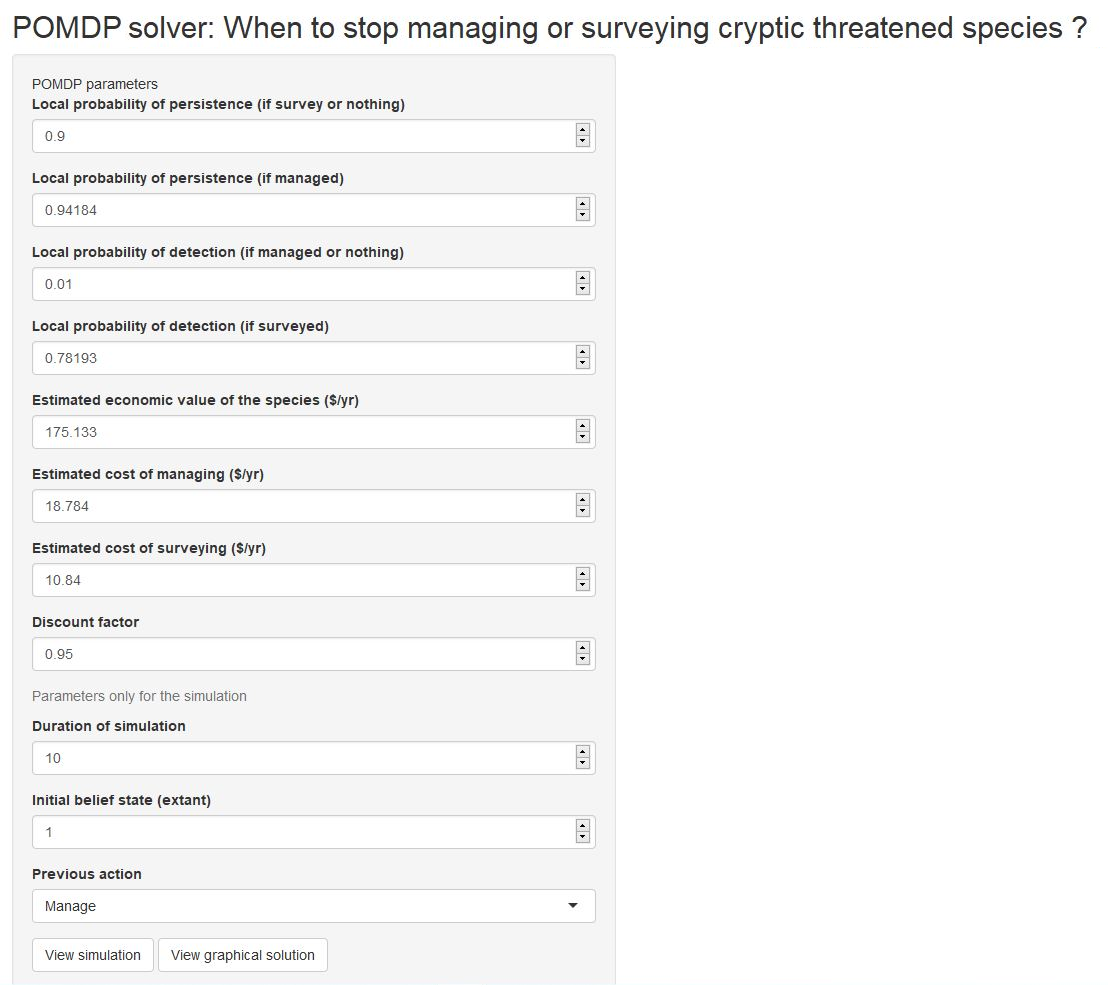 POMDP solver: When to stop managing or surveying cryptic threatened species ?
POMDP parameters
Local probability of persistence (if survey or nothing)
0.9
Local probability of persistence (if managed)
0.94184
Local probability of detection (if managed or nothing)
0.01
Local probability of detection (if surveyed)
0.78193
Estimated economic value of the species ($/yr)
175.133
Estimated cost of managing ($/yr)
18.784
Estimated cost of surveying ($/yr)
10.84
Discount factor
0.95
Parameters only for the simulation
Duration of simulation
10
Initial belief state (extant)
1
Previous action
Manage
View simulation View graphical solution